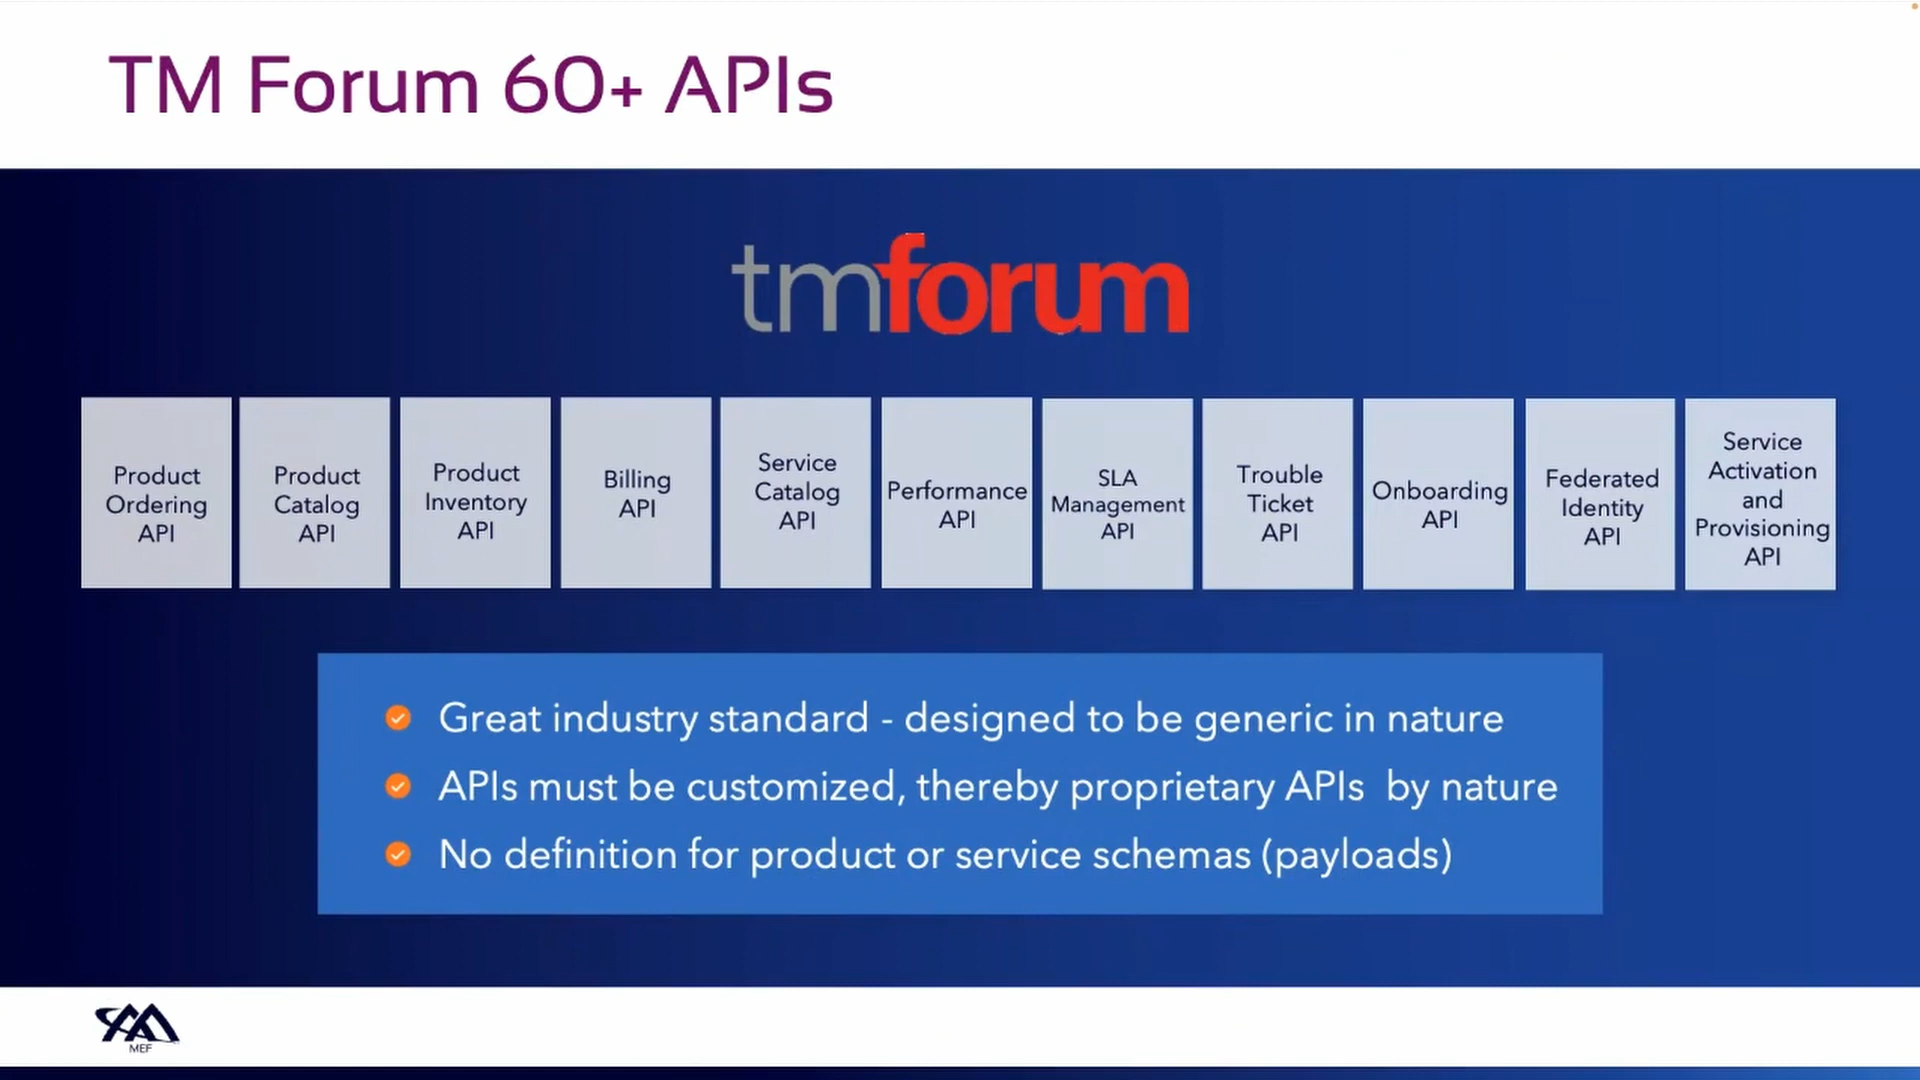 TM Forum 60+ APIs
tmforum
Product
Ordering
API
Product
Catalog
API
Product
Inventory
API
Billing
API
Service
Catalog
API
Performance
API
SLA
Management
API
Trouble
Ticket
API
Onboarding
API
Federated
Identity
API
Service
Activation
and
Provisioning
API
Great industry standard - designed to be generic in nature
APIs must be customized, thereby proprietary APIs by nature
No definition for product or service schemas (payloads)
MEF